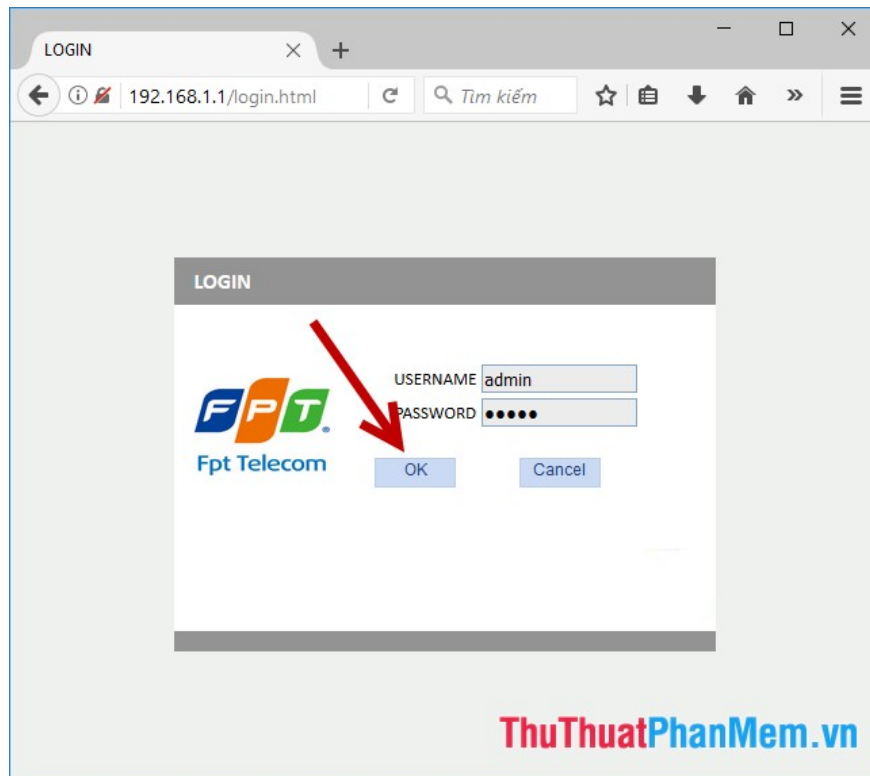 LOGIN
192.168.1.1/login.html
Tìm kiếm
LOGIN
USERNAME admin
PASSWORD ●●●●●
FPT
Fpt Telecom
OK Cancel
ThuThuatPhanMem.vn